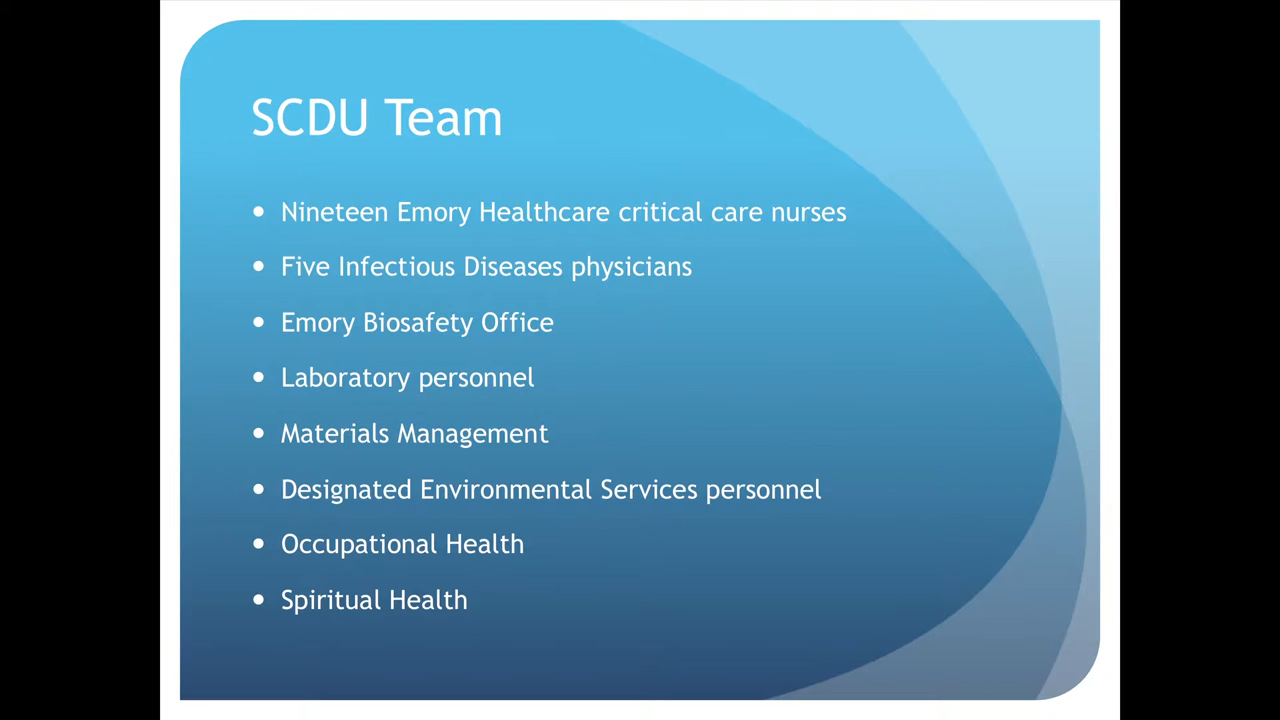 SCDU Team
• Nineteen Emory Healthcare critical care nurses
• Five Infectious Diseases physicians
• Emory Biosafety Office
• Laboratory personnel
• Materials Management
• Designated Environmental Services personnel
• Occupational Health
• Spiritual Health